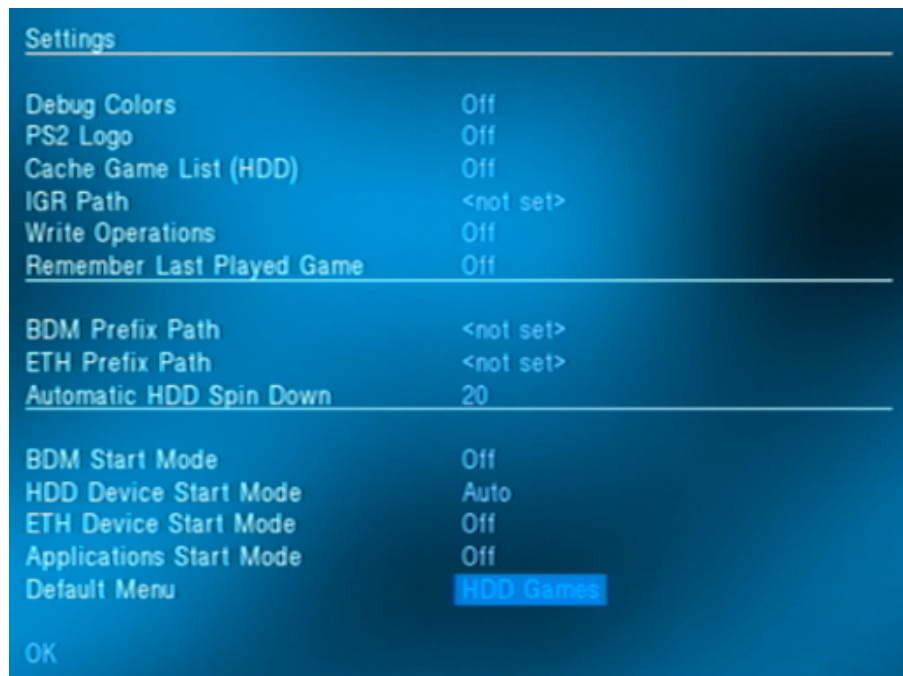 Settings
Debug Colors Off
PS2 Logo Off
Cache Game List (HDD) Off
IGR Path <not set>
Write Operations Off
Remember Last Played Game Off
BDM Prefix Path <not set>
ETH Prefix Path <not set>
Automatic HDD Spin Down 20
BDM Start Mode Off
HDD Device Start Mode Auto
ETH Device Start Mode Off
Applications Start Mode Off
Default Menu HDD Games
OK